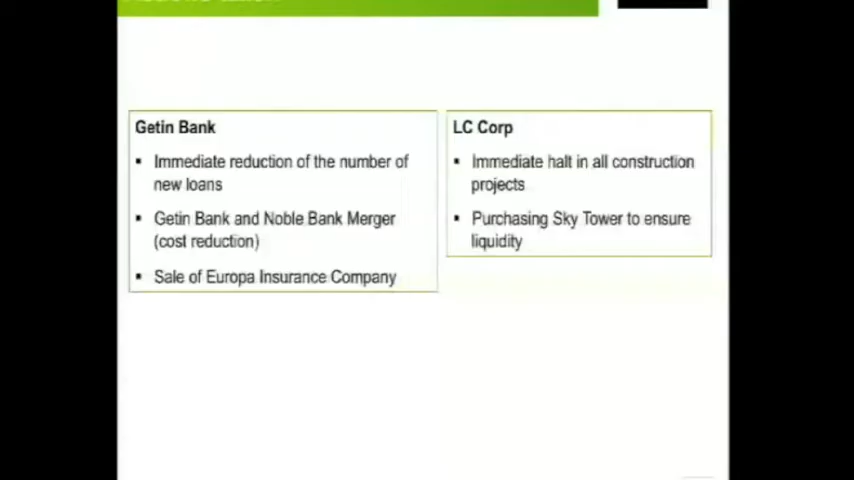 Getin Bank
▪ Immediate reduction of the number of
new loans
▪ Getin Bank and Noble Bank Merger
(cost reduction)
▪ Sale of Europa Insurance Company
LC Corp
▪ Immediate halt in all construction
projects
▪ Purchasing Sky Tower to ensure
liquidity